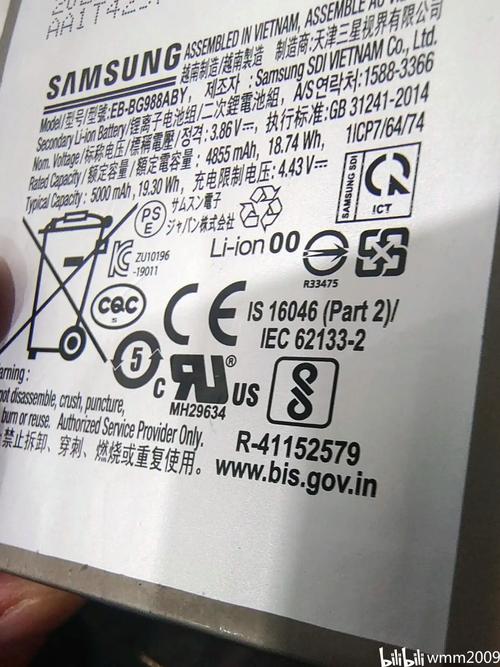 SAMSUNG ASSEMBLED IN VIETNAM, ASSEMBLÉ AU
越南制造/越南製造 制造商:天津三星视界有限公司
Model/型号/型號:EB-BG988ABY, 제조자: Samsung SDI VIETNAM Co., Ltd.
Secondary Li-ion Battery/锂离子电池组/二次鋰電池組, A/S연락처:1588-3366
Nom. Voltage/标称电压/標稱電壓/정격: 3.86 V⎓, 执行标准:GB 31241-2014
Rated Capacity/额定容量/額定電容量: 4855 mAh, 18.74 Wh, 1ICP7/64/74
Typical Capacity: 5000 mAh, 19.30 Wh, 充电限制电压: 4.43 V⎓
PSE サムスン電子
ジャパン株式会社
SAMSUNG SDI
ICT
ZU10196
-19011
Li-ion 00
R33475
CQC
S
CE
IS 16046 (Part 2)/
IEC 62133-2
5
c RU® US
MH29634
arning :
not disassemble, crush, puncture,
burn or reuse. Authorized Service Provider Only.
禁止拆卸、穿刺、燃烧或重复使用。
R-41152579
www.bis.gov.in
bilibili wmm2009